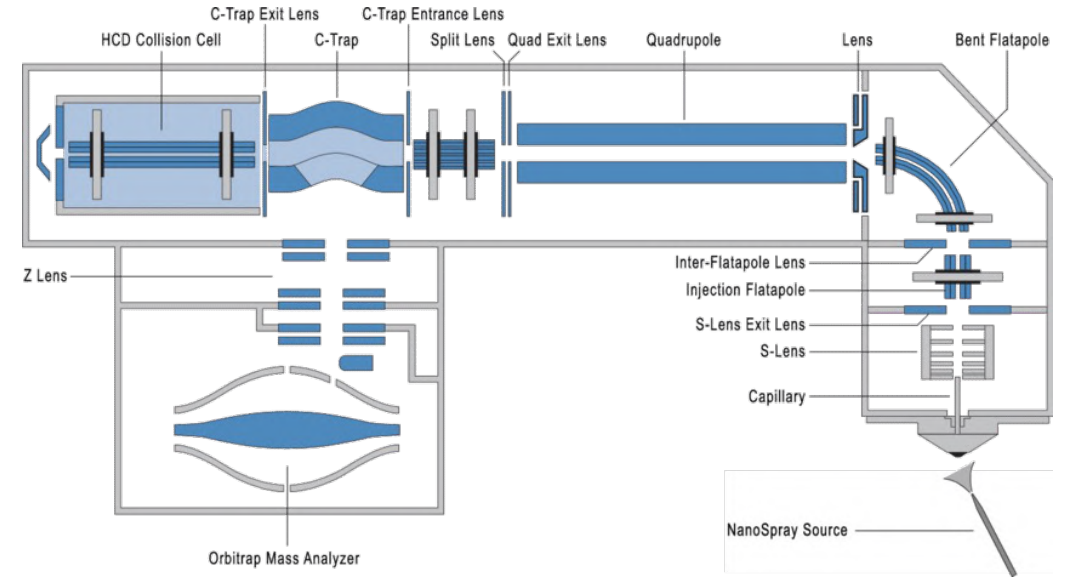 C-Trap Exit Lens
C-Trap Entrance Lens
HCD Collision Cell
C-Trap
Split Lens
Quad Exit Lens
Quadrupole
Lens
Bent Flatapole
Z Lens
Inter-Flatapole Lens
Injection Flatapole
S-Lens Exit Lens
S-Lens
Capillary
NanoSpray Source
Orbitrap Mass Analyzer